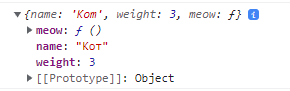 ▼{name: 'Кот', weight: 3, meow: ƒ} i
▶ meow: ƒ ()
name: "Кот"
weight: 3
▶ [[Prototype]]: Object